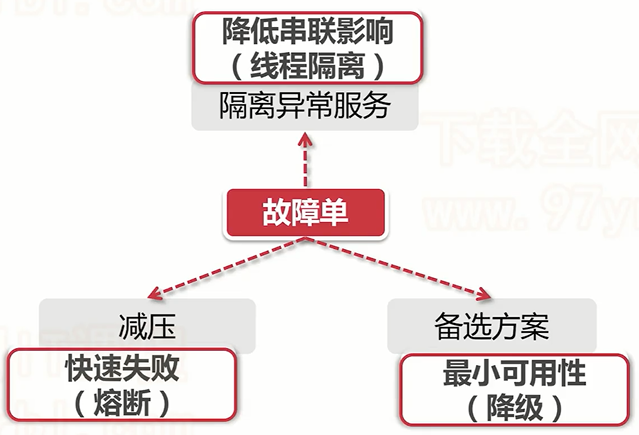 降低串联影响
（线程隔离）
隔离异常服务
故障单
减压
快速失败
（熔断）
备选方案
最小可用性
（降级）
下载全网
www.97y